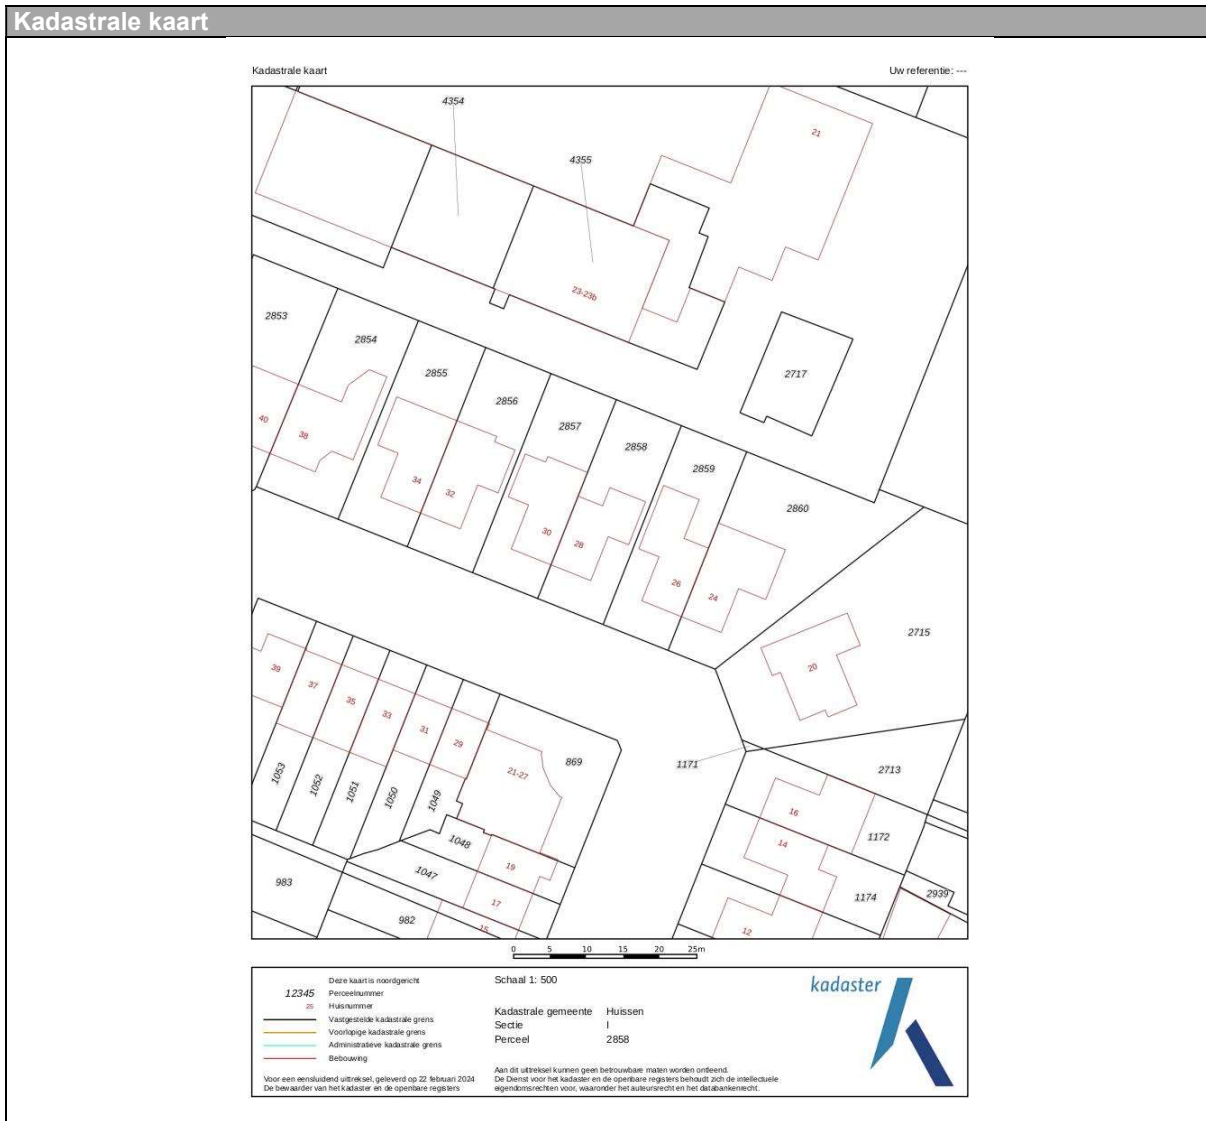 Kadastrale kaart
Kadastrale kaart
Uw referentie: ---
4354
21
4355
23-23b
2853
2854
2717
2855
2856
2857
2858
2859
2860
40
38
34
32
30
28
26
24
2715
20
39
37
35
33
31
29
869
21-27
1171
2713
1053
1052
1051
1050
1049
16
1048
14
1172
19
1047
983
1174
2939
17
982
15
12
0 5 10 15 20 25m
Deze kaart is noordgericht
12345 Perceelnummer
25 Huisnummer
Vastgestelde kadastrale grens
Voorlopige kadastrale grens
Administratieve kadastrale grens
Bebouwing
Voor een eensluidend uittreksel, geleverd op 22 februari 2024
De bewaarder van het kadaster en de openbare registers
Schaal 1: 500
Kadastrale gemeente Huissen
Sectie I
Perceel 2858
Aan dit uittreksel kunnen geen betrouwbare maten worden ontleend.
De Dienst voor het kadaster en de openbare registers behoudt zich de intellectuele
eigendomsrechten voor, waaronder het auteursrecht en het databankenrecht.
kadaster